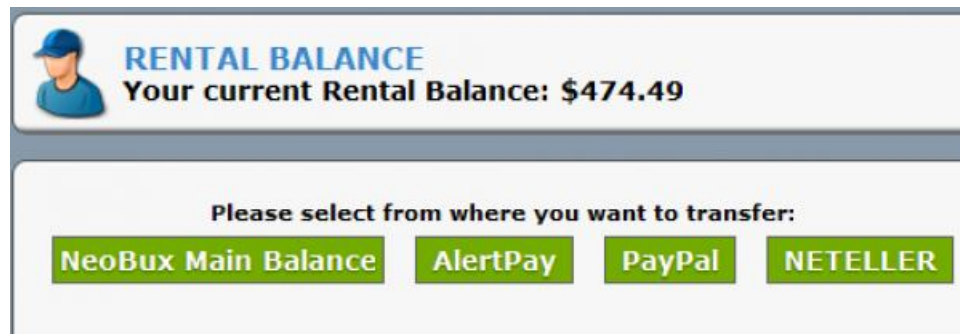 RENTAL BALANCE
Your current Rental Balance: $474.49
Please select from where you want to transfer:
NeoBux Main Balance AlertPay PayPal NETELLER